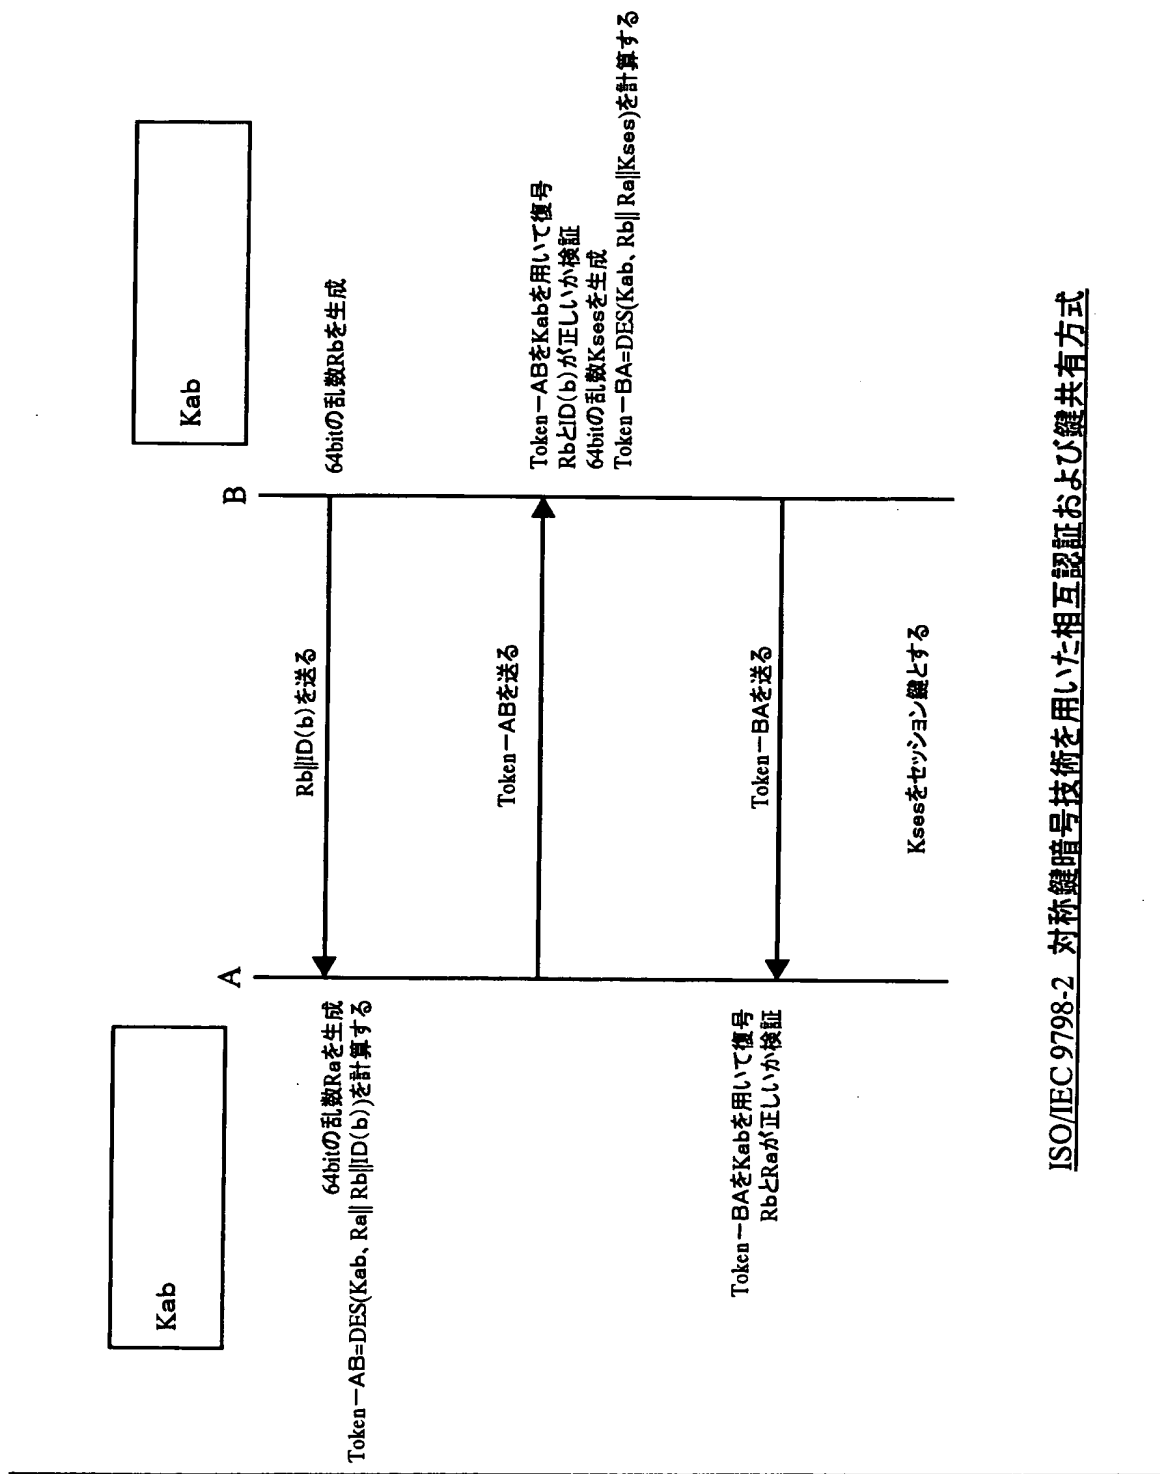 Kab
Kab
A
B
64bitの乱数Rbを生成
Rb||ID(b)を送る
64bitの乱数Raを生成
Token－AB=DES(Kab、Ra|| Rb||ID(b))を計算する
Token－ABを送る
Token－ABをKabを用いて復号
RbとID(b)が正しいか検証
64bitの乱数Ksesを生成
Token－BA=DES(Kab、Rb|| Ra||Kses)を計算する
Token－BAを送る
Token－BAをKabを用いて復号
RbとRaが正しいか検証
Ksesをセッション鍵とする
ISO/IEC 9798-2 対称鍵暗号技術を用いた相互認証および鍵共有方式